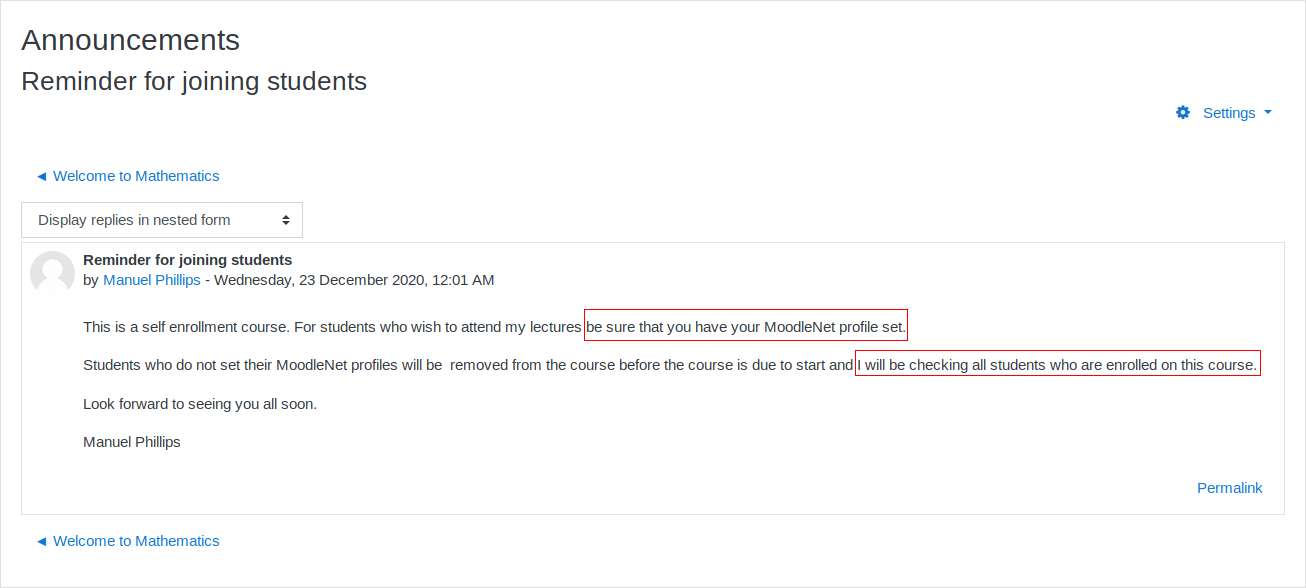 Announcements
Reminder for joining students
Settings
◄ Welcome to Mathematics
Display replies in nested form
Reminder for joining students
by Manuel Phillips - Wednesday, 23 December 2020, 12:01 AM
This is a self enrollment course. For students who wish to attend my lectures be sure that you have your MoodleNet profile set.
Students who do not set their MoodleNet profiles will be  removed from the course before the course is due to start and I will be checking all students who are enrolled on this course.
Look forward to seeing you all soon.
Manuel Phillips
Permalink
◄ Welcome to Mathematics